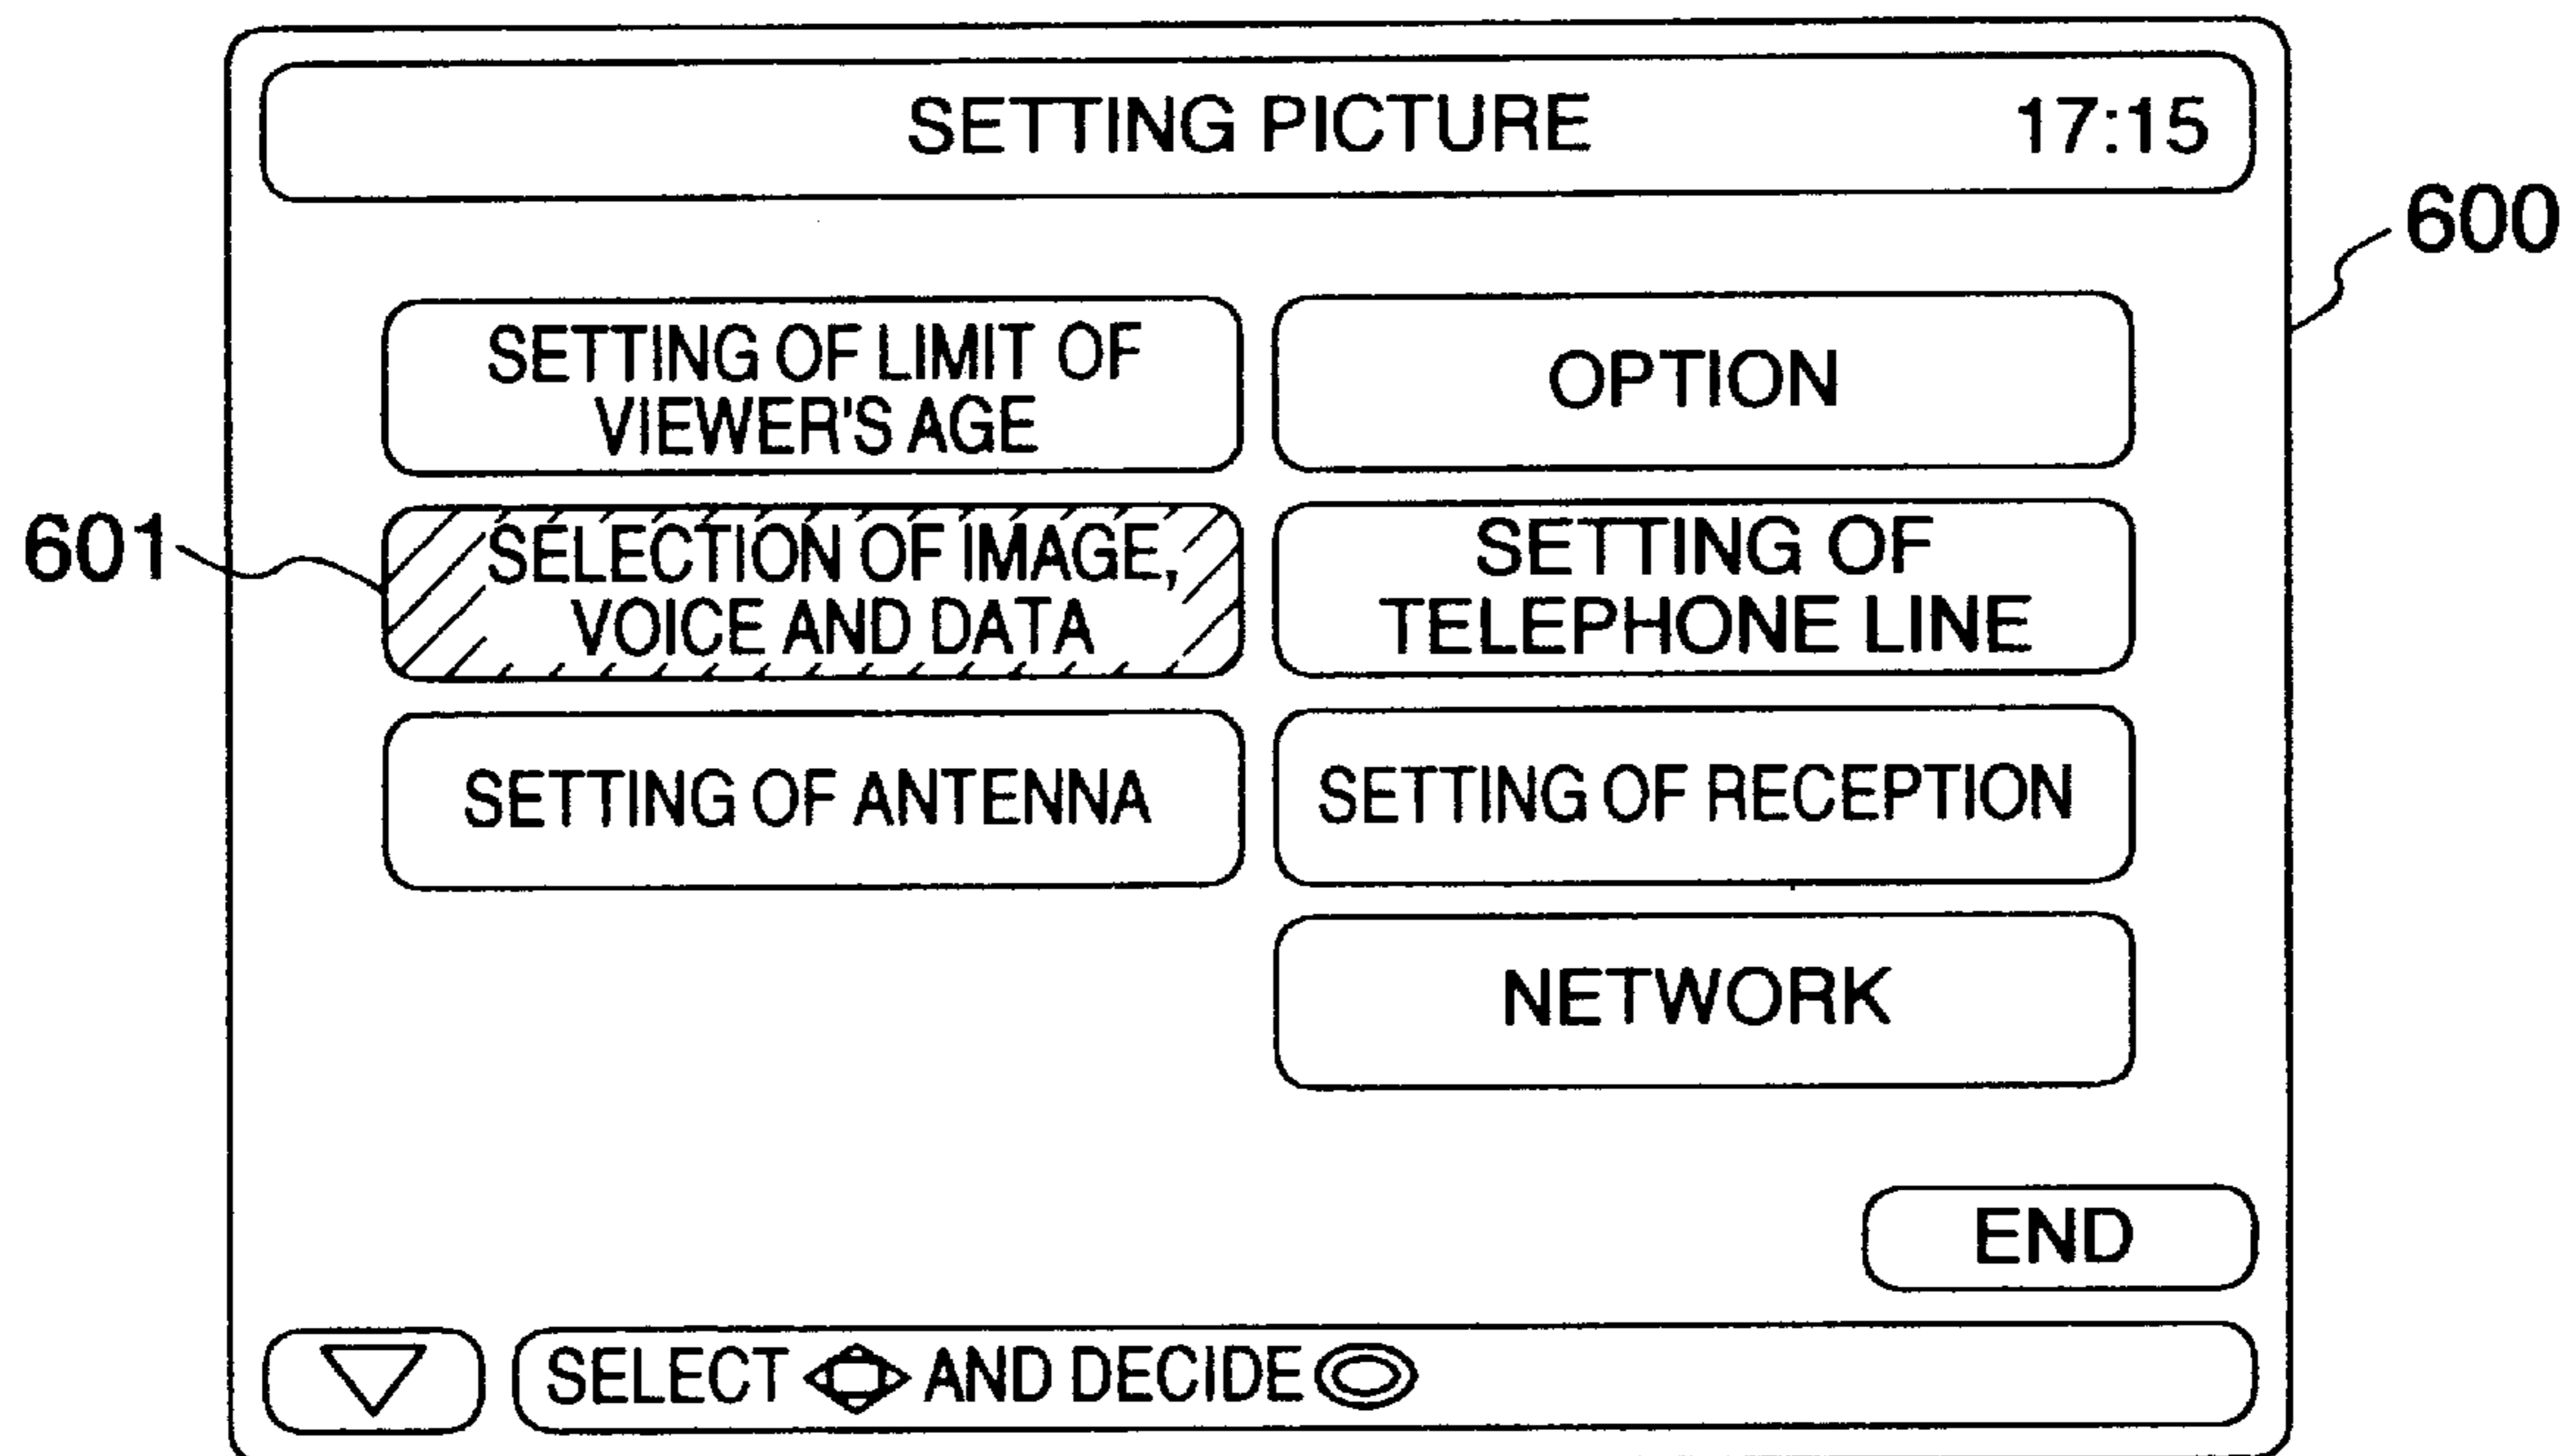 SETTING PICTURE 17:15
600
SETTING OF LIMIT OF
VIEWER'S AGE
OPTION
601
SELECTION OF IMAGE,
VOICE AND DATA
SETTING OF
TELEPHONE LINE
SETTING OF ANTENNA
SETTING OF RECEPTION
NETWORK
END
SELECT AND DECIDE